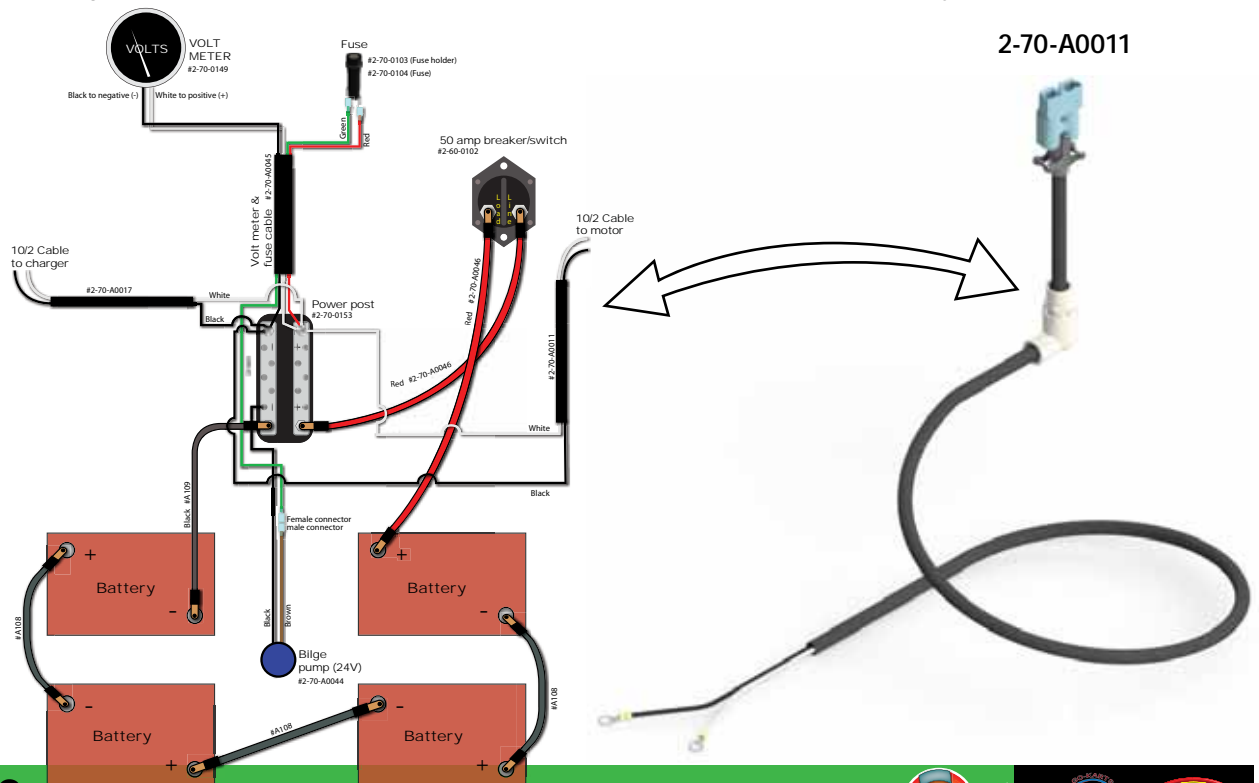 2-70-A0011
VOLTS
VOLT
METER
#2-70-0149
Black to negative (-)
White to positive (+)
Fuse
#2-70-0103 (Fuse holder)
#2-70-0104 (Fuse)
Green
Red
50 amp breaker/switch
#2-60-0102
Load
Line
Volt meter &
fuse cable
#2-70-A0045
10/2 Cable
to motor
10/2 Cable
to charger
#2-70-A0017
White
Black
Power post
#2-70-0153
Red #2-70-A0046
Red #2-70-A0046
#2-70-A0011
- +
- +
White
Black
Black #A109
Female connector
male connector
+
Battery
-
+
Battery
-
#A108
Black
Brown
Bilge
pump (24V)
#2-70-A0044
#A108
-
Battery
+
#A108
-
Battery
+
GO-KARTS